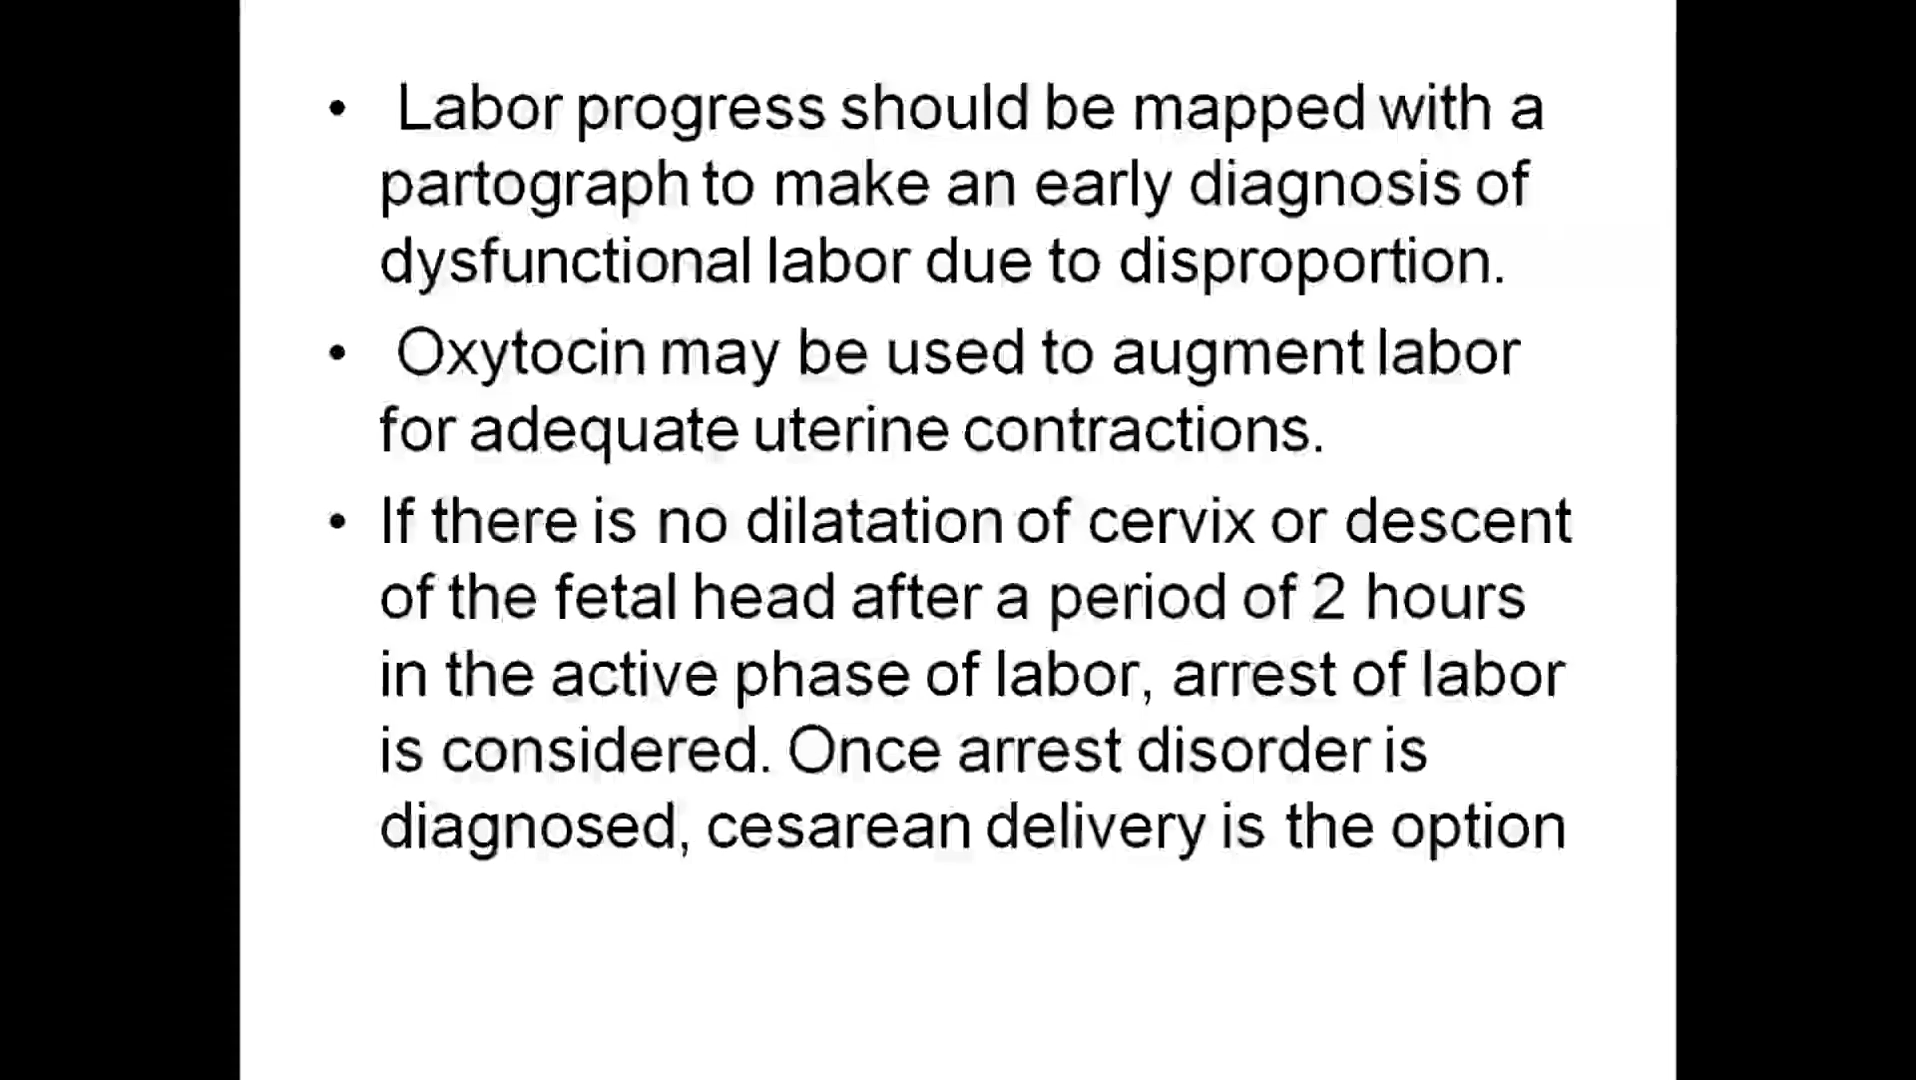 • Labor progress should be mapped with a
partograph to make an early diagnosis of
dysfunctional labor due to disproportion.
• Oxytocin may be used to augment labor
for adequate uterine contractions.
• If there is no dilatation of cervix or descent
of the fetal head after a period of 2 hours
in the active phase of labor, arrest of labor
is considered. Once arrest disorder is
diagnosed, cesarean delivery is the option